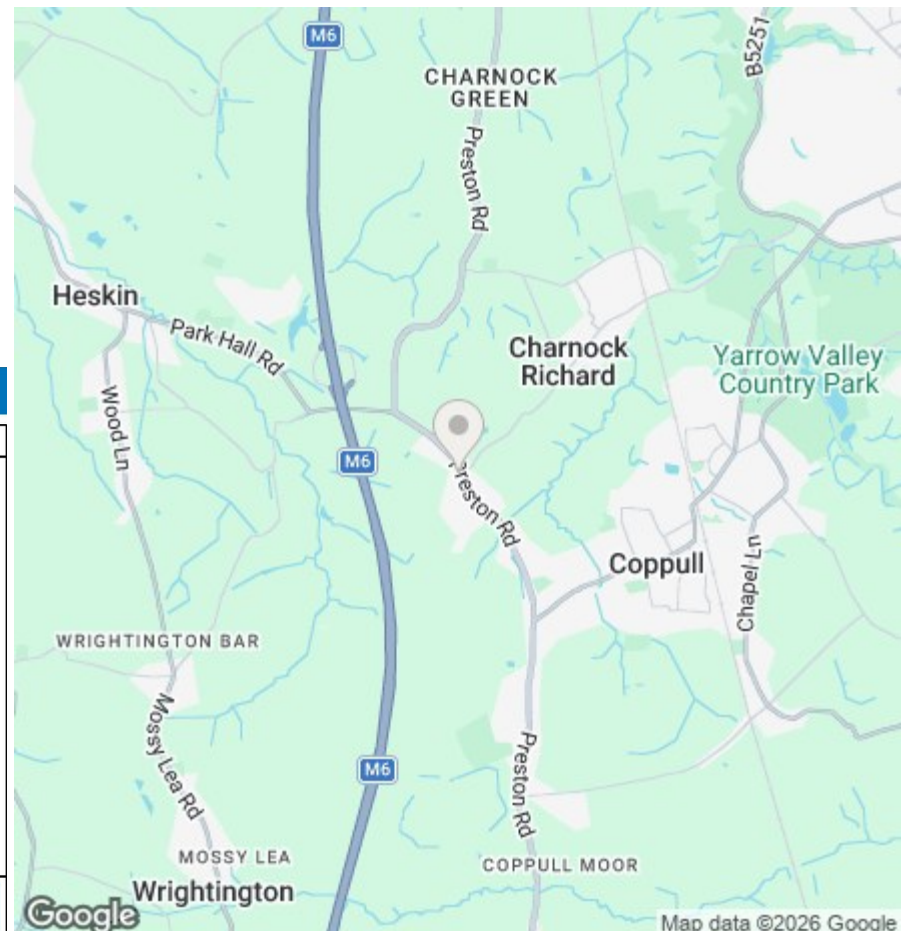 M6
B5251
CHARNOCK
GREEN
Preston Rd
Heskin
Park Hall Rd
Charnock
Richard
Yarrow Valley
Country Park
Wood Ln
M6
Preston Rd
Coppull
Chapel Ln
WRIGHTINGTON BAR
Mossy Lea Rd
M6
Preston Rd
MOSSY LEA
COPPULL MOOR
Wrightington
Google
Map data ©2026 Google